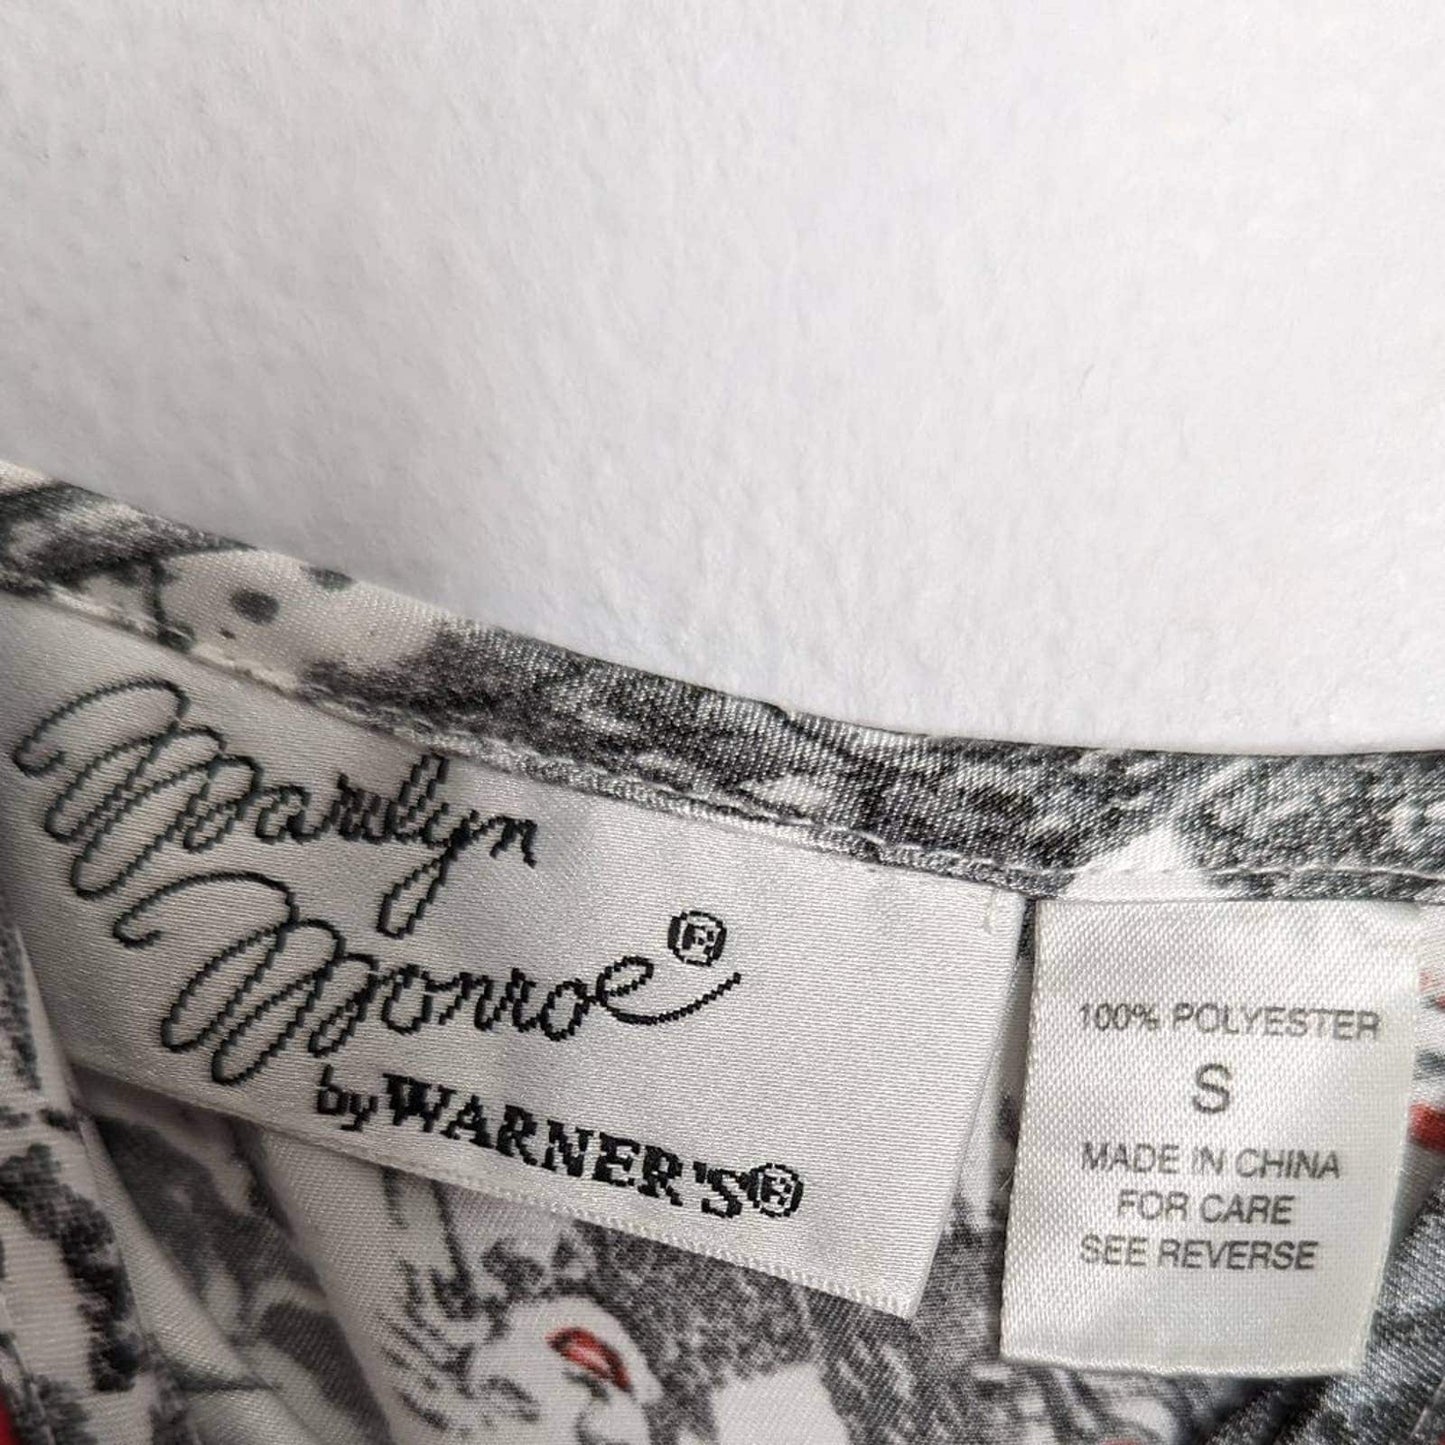 Marilyn
Monroe®
by WARNER'S®
100% POLYESTER
S
MADE IN CHINA
FOR CARE
SEE REVERSE